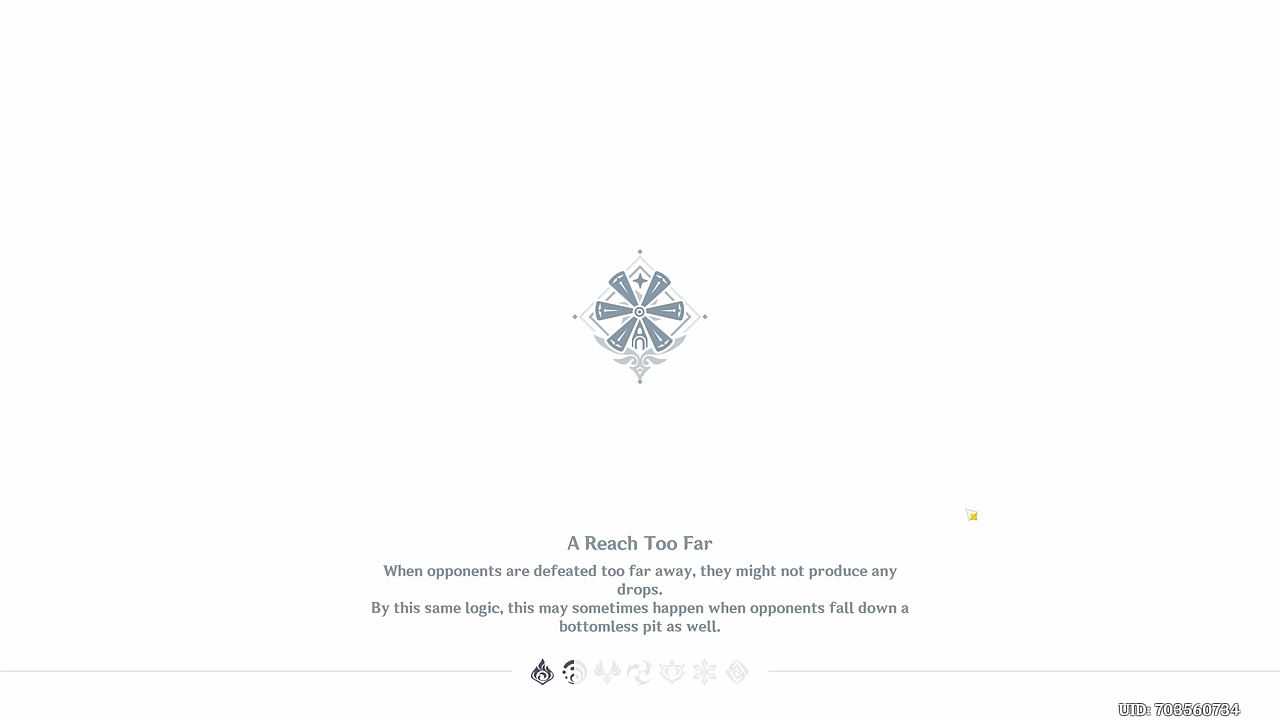 A Reach Too Far
When opponents are defeated too far away, they might not produce any
drops.
By this same logic, this may sometimes happen when opponents fall down a
bottomless pit as well.
UID: 703560734